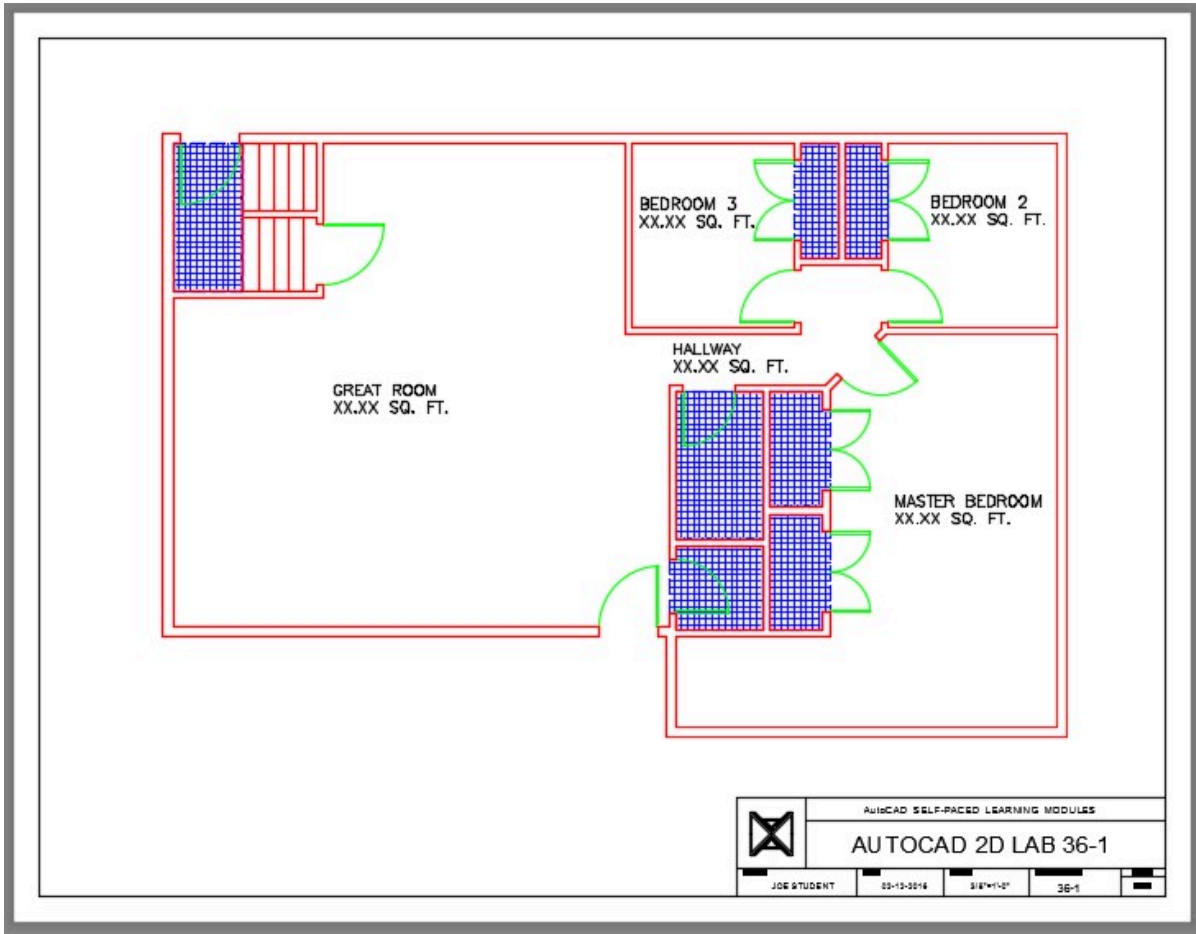 BEDROOM 3
XX.XX SQ. FT.
BEDROOM 2
XX.XX SQ. FT.
HALLWAY
XX.XX SQ. FT.
GREAT ROOM
XX.XX SQ. FT.
MASTER BEDROOM
XX.XX SQ. FT.
AutoCAD SELF-PACED LEARNING MODULES
AUTOCAD 2D LAB 36-1
JOE STUDENT
36-1